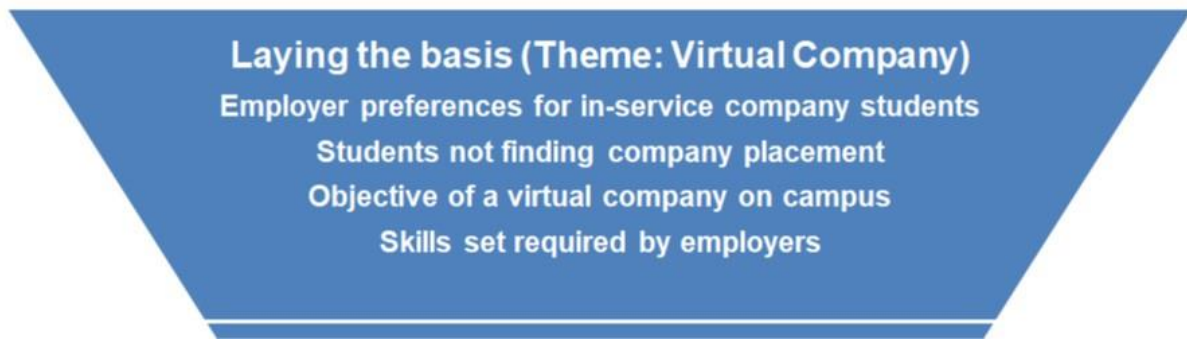 Laying the basis (Theme: Virtual Company)
Employer preferences for in-service company students
Students not finding company placement
Objective of a virtual company on campus
Skills set required by employers